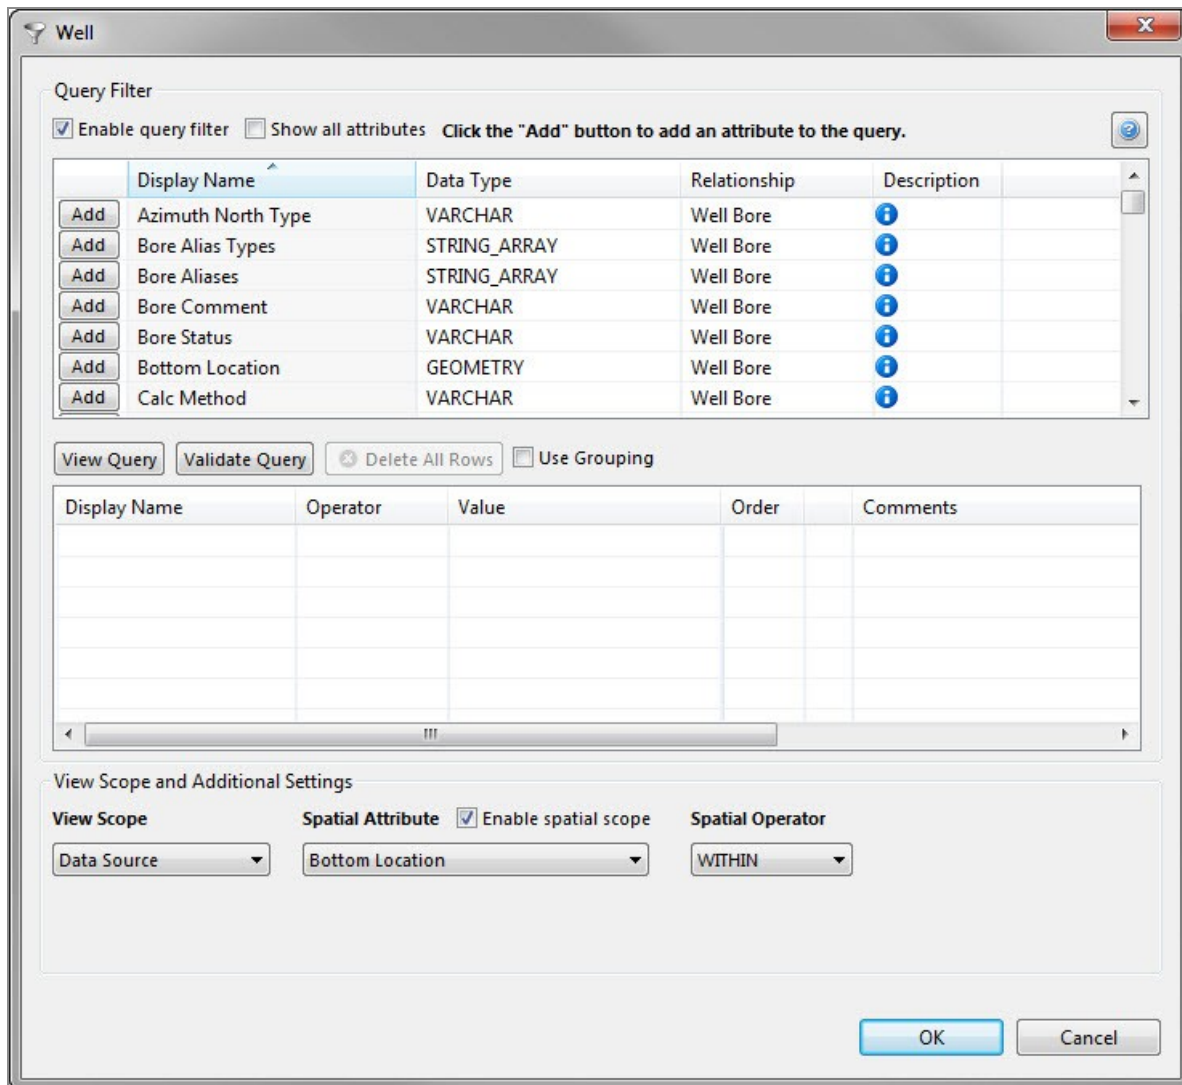 Well
Query Filter
Enable query filter Show all attributes Click the "Add" button to add an attribute to the query.
Display Name Data Type Relationship Description
Add Azimuth North Type VARCHAR Well Bore
Add Bore Alias Types STRING_ARRAY Well Bore
Add Bore Aliases STRING_ARRAY Well Bore
Add Bore Comment VARCHAR Well Bore
Add Bore Status VARCHAR Well Bore
Add Bottom Location GEOMETRY Well Bore
Add Calc Method VARCHAR Well Bore
View Query Validate Query Delete All Rows Use Grouping
Display Name Operator Value Order Comments
View Scope and Additional Settings
View Scope Spatial Attribute Enable spatial scope Spatial Operator
Data Source Bottom Location WITHIN
OK Cancel